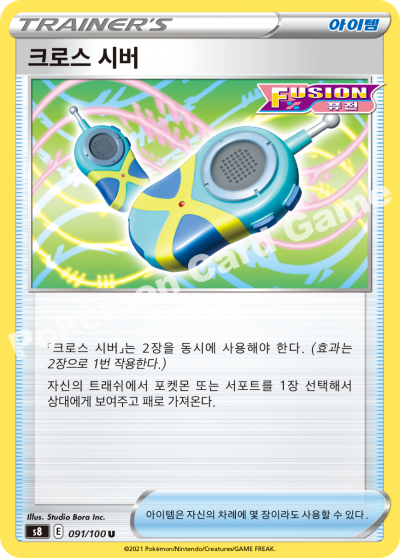 TRAINER'S
아이템
크로스 시버
FUSION
퓨전
「크로스 시버」는 2장을 동시에 사용해야 한다. (효과는
2장으로 1번 작용한다.)
자신의 트래쉬에서 포켓몬 또는 서포트를 1장 선택해서
상대에게 보여주고 패로 가져온다.
Pokémon Card Game
Illus. Studio Bora Inc.
s8 E 091/100 U
아이템은 자신의 차례에 몇 장이라도 사용할 수 있다.
©2021 Pokémon/Nintendo/Creatures/GAME FREAK.